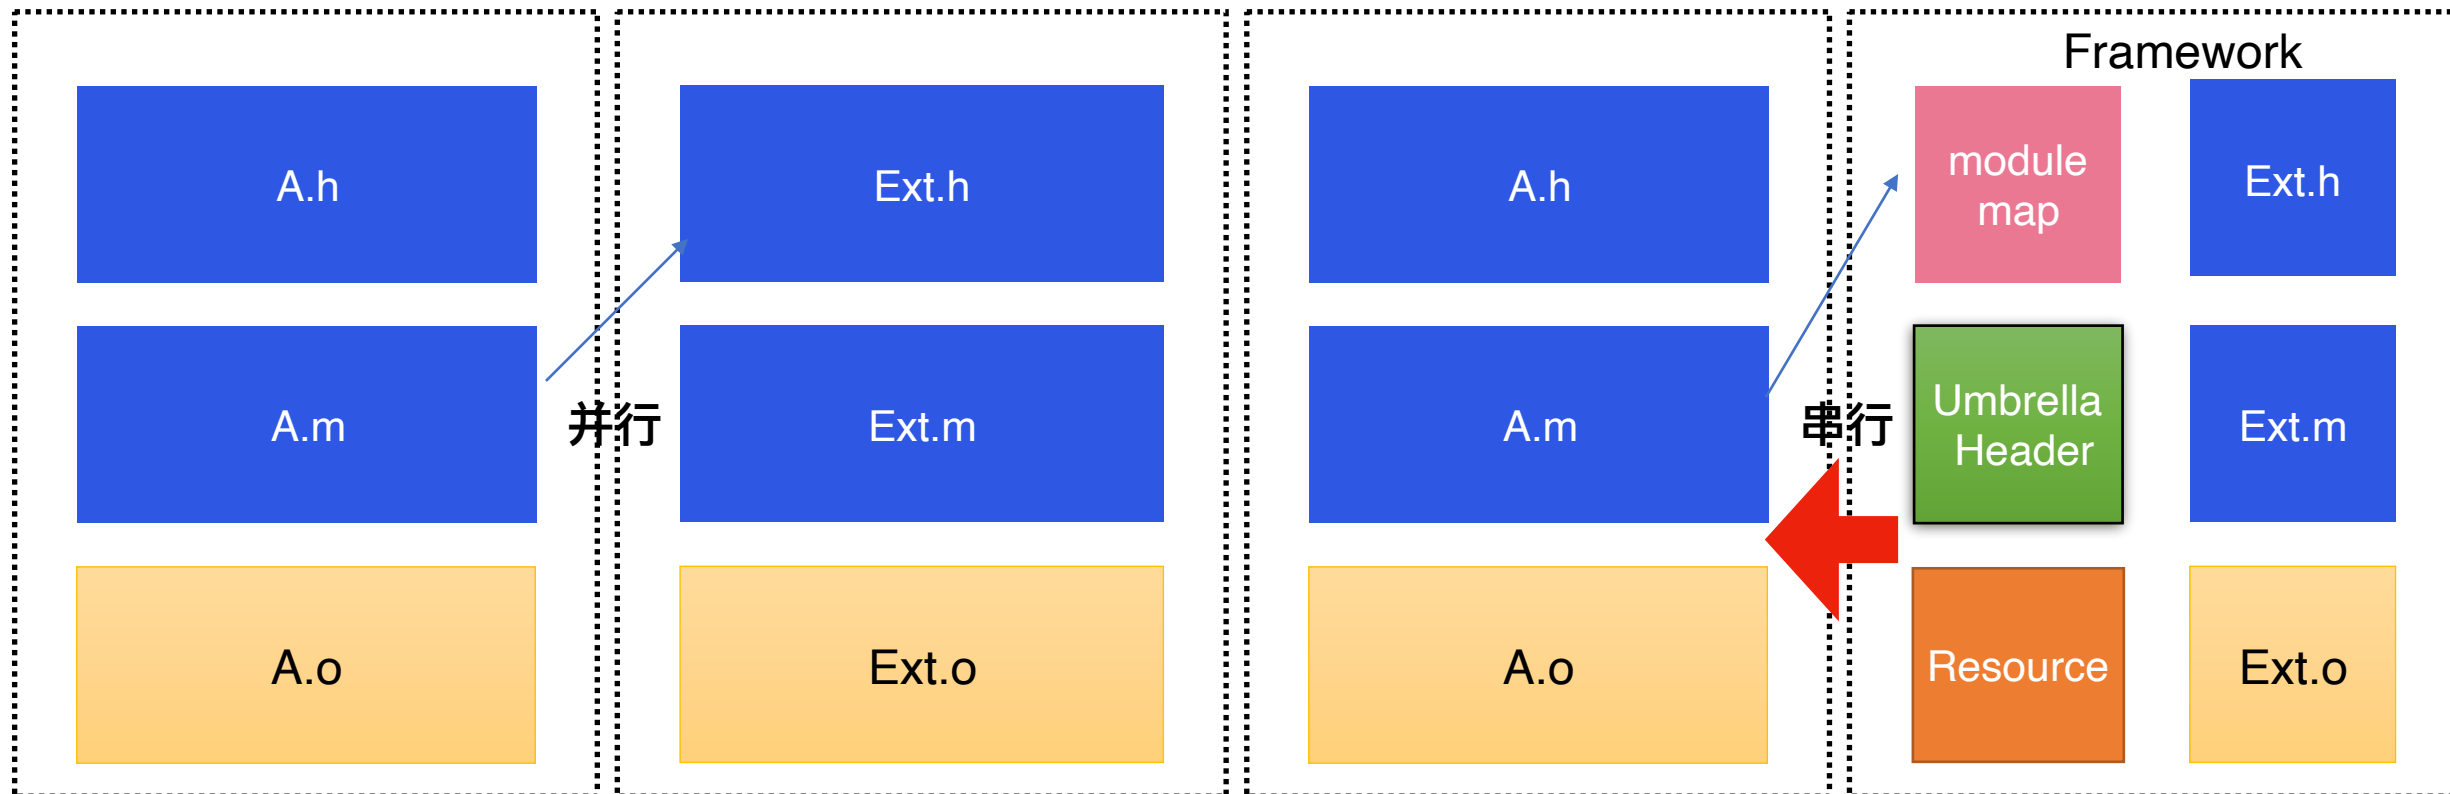 A.h
A.m
A.o
并行
Ext.h
Ext.m
Ext.o
A.h
A.m
A.o
串行
Framework
module
map
Umbrella
Header
Resource
Ext.h
Ext.m
Ext.o